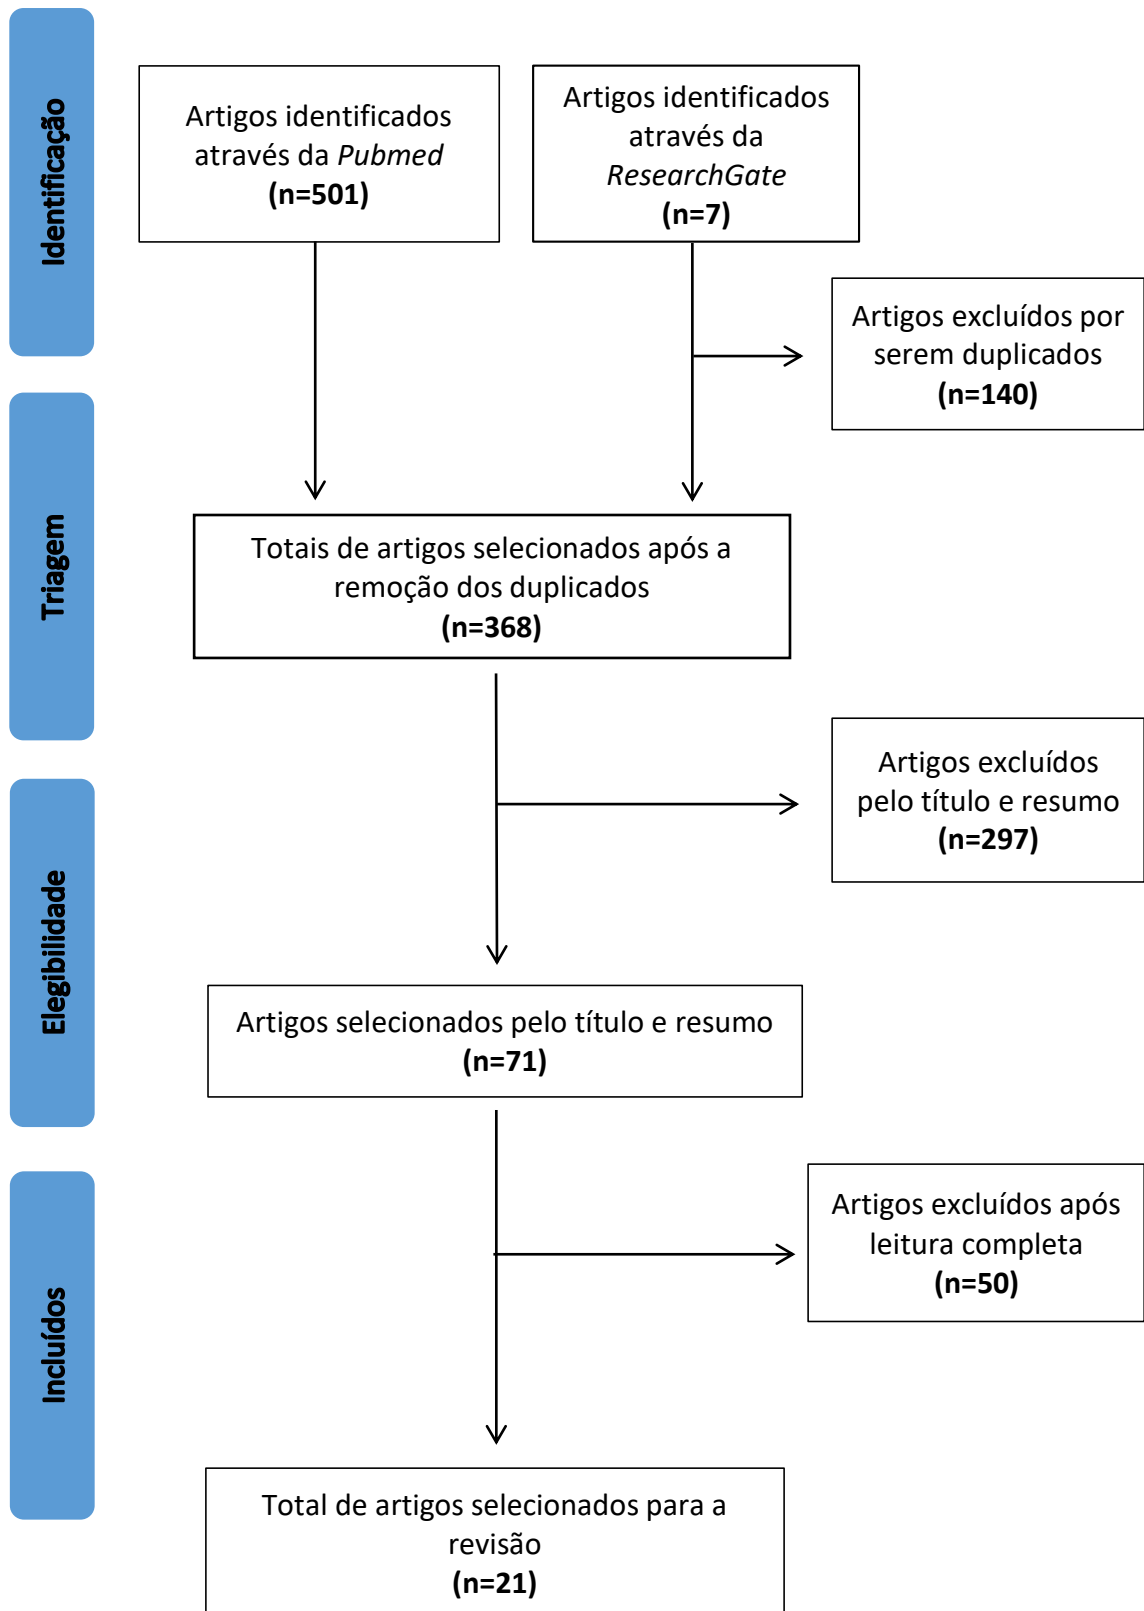 Identificação
Artigos identificados
através da Pubmed
(n=501)
Artigos identificados
através da
ResearchGate
(n=7)
Artigos excluídos por
serem duplicados
(n=140)
Triagem
Totais de artigos selecionados após a
remoção dos duplicados
(n=368)
Artigos excluídos
pelo título e resumo
(n=297)
Elegibilidade
Artigos selecionados pelo título e resumo
(n=71)
Artigos excluídos após
leitura completa
(n=50)
Incluídos
Total de artigos selecionados para a
revisão
(n=21)